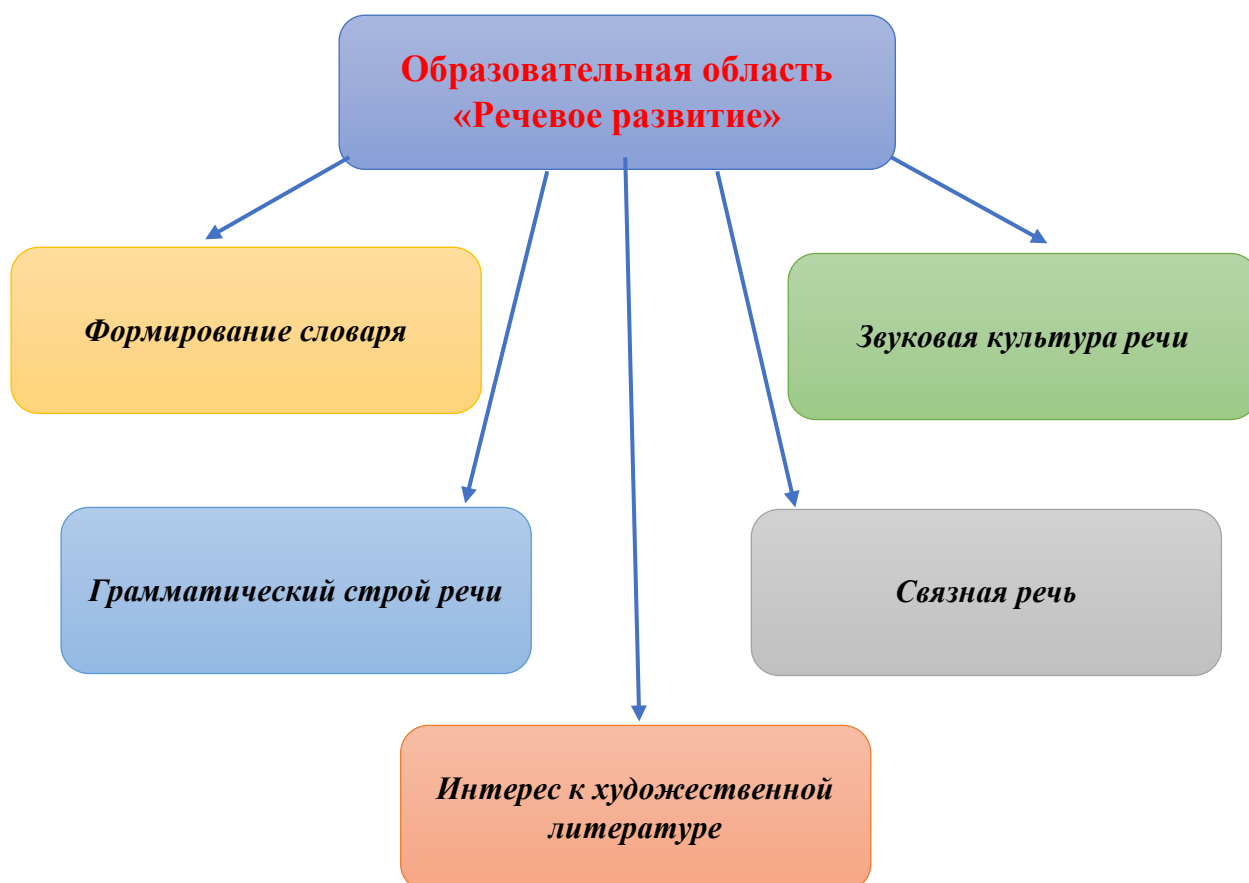 Образовательная область
«Речевое развитие»
Формирование словаря
Звуковая культура речи
Грамматический строй речи
Связная речь
Интерес к художественной
литературе